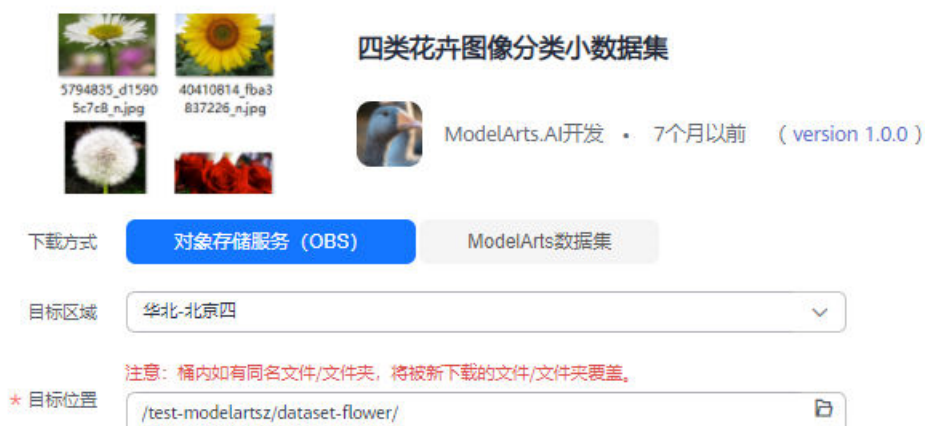 四类花卉图像分类小数据集
5794835_d1590
5c7c8_n.jpg
40410814_fba3
837226_n.jpg
ModelArts.AI开发 • 7个月以前 ( version 1.0.0 )
下载方式 对象存储服务（OBS） ModelArts数据集
目标区域 华北-北京四
注意：桶内如有同名文件/文件夹，将被新下载的文件/文件夹覆盖。
* 目标位置 /test-modelartsz/dataset-flower/